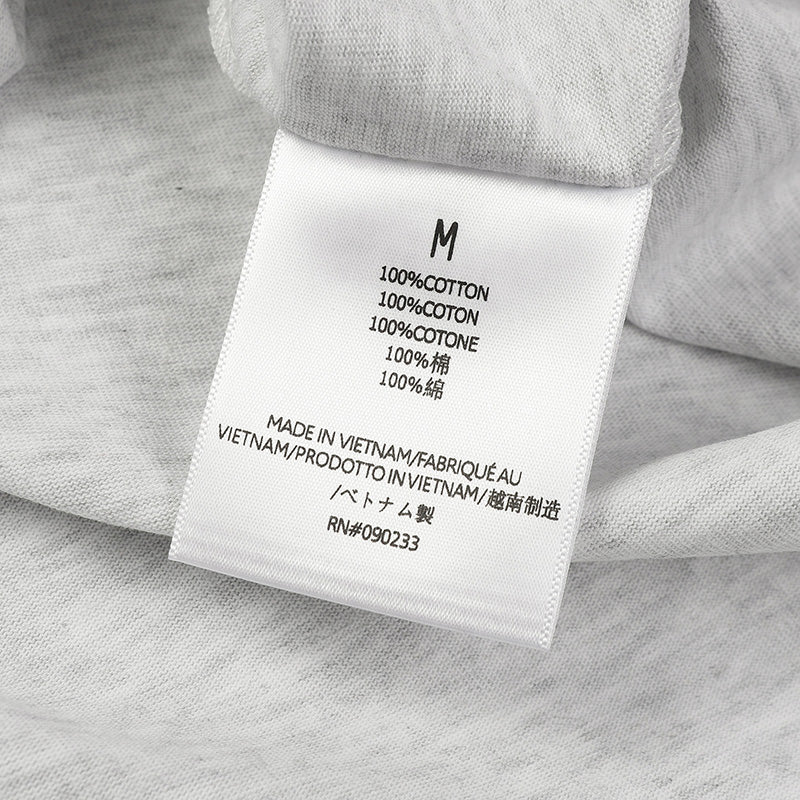 M
100%COTTON
100%COTON
100%COTONE
100%棉
100%綿
MADE IN VIETNAM/FABRIQUÉ AU
VIETNAM/PRODOTTO IN VIETNAM/越南制造
/ベトナム製
RN#090233